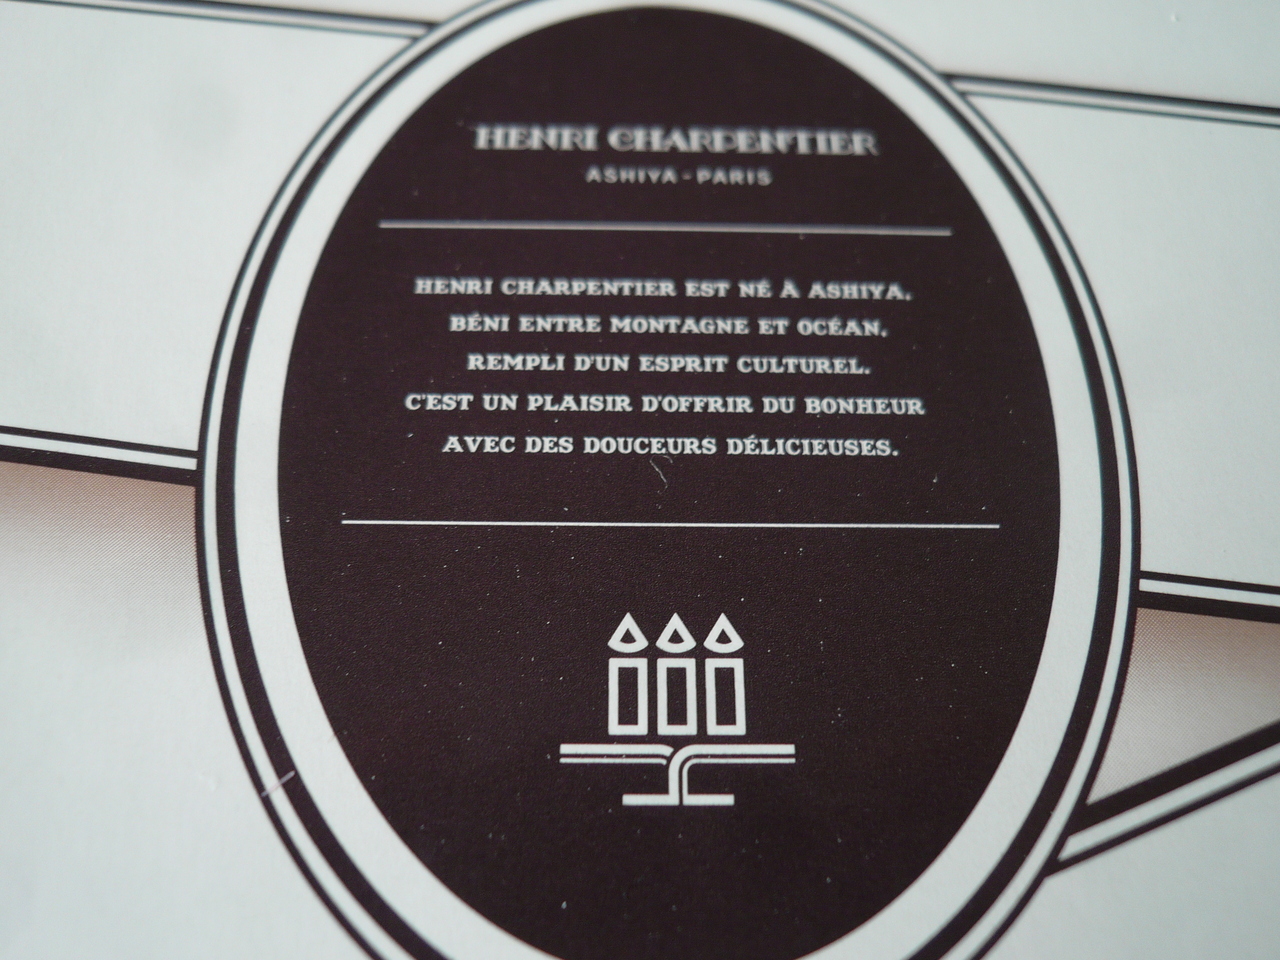 HENRI CHARPENTIER
ASHIYA-PARIS
HENRI CHARPENTIER EST NÉ À ASHIYA.
BÉNI ENTRE MONTAGNE ET OCÉAN.
REMPLI D'UN ESPRIT CULTUREL.
C'EST UN PLAISIR D'OFFRIR DU BONHEUR
AVEC DES DOUCEURS DÉLICIEUSES.